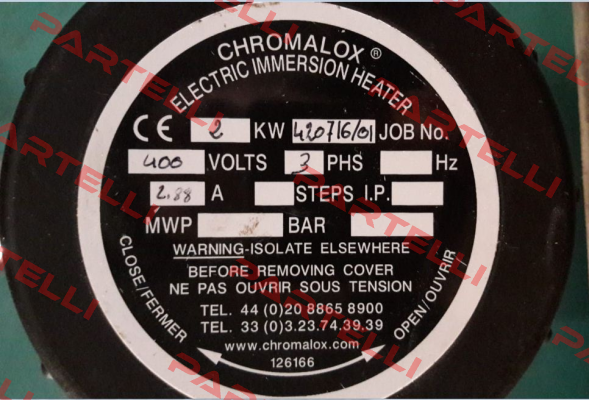 CHROMALOX ®
ELECTRIC IMMERSION HEATER
CE 2 KW 420716/01 JOB No.
400 VOLTS 3 PHS Hz
2.88 A STEPS I.P.
MWP BAR
WARNING-ISOLATE ELSEWHERE
BEFORE REMOVING COVER
NE PAS OUVRIR SOUS TENSION
CLOSE/FERMER
OPEN/OUVRIR
TEL. 44 (0)20 8865 8900
TEL. 33 (0)3.23.74.39.39
www.chromalox.com
126166
PARTELLI
PARTELLI
PARTELLI
PARTELLI
PARTELLI
PARTELLI